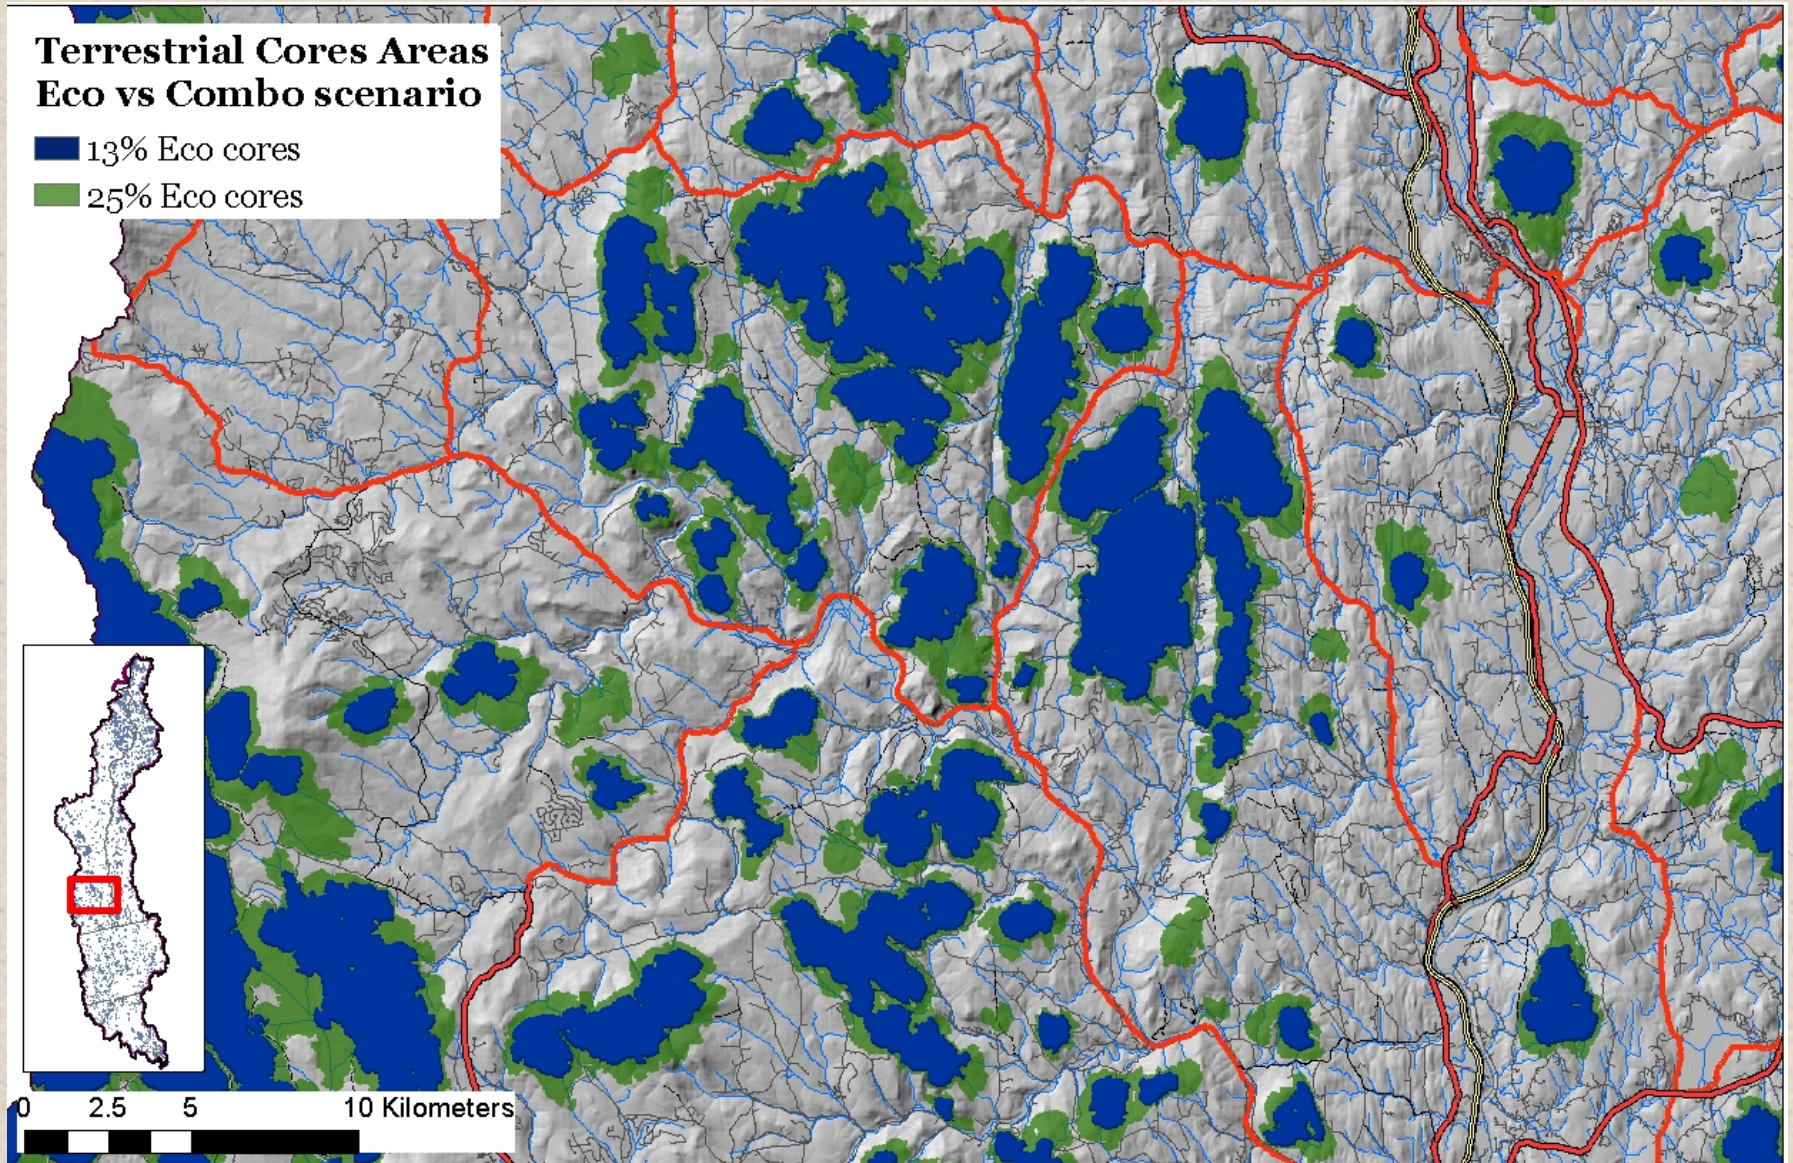 Terrestrial Cores Areas
Eco vs Combo scenario
13% Eco cores
25% Eco cores
0 2.5 5 10 Kilometers